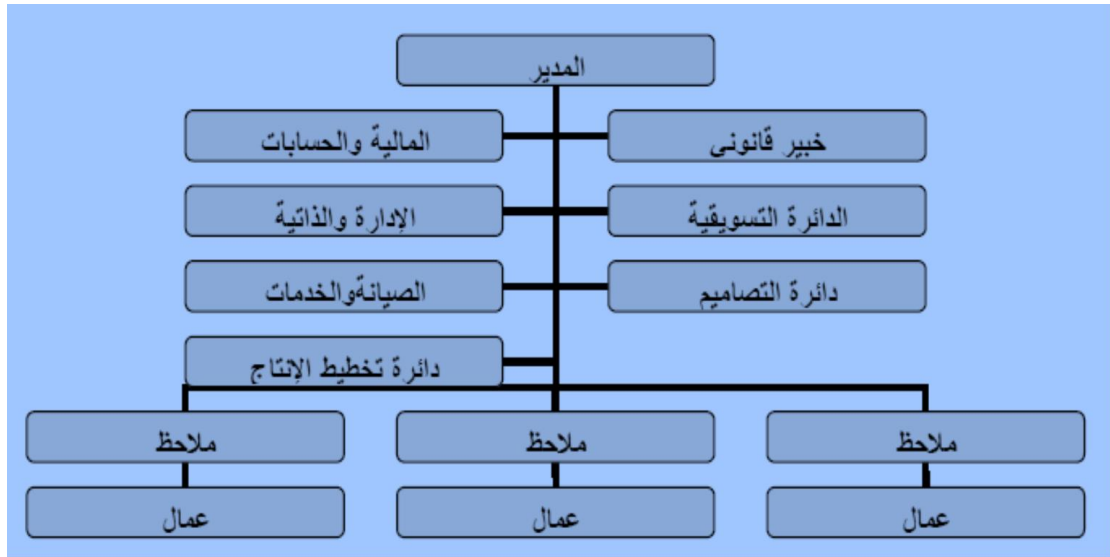 المدير
خبير قانونى
المالية والحسابات
الدائرة التسويقية
الإدارة والذاتية
دائرة التصاميم
الصيانةوالخدمات
دائرة تخطيط الإنتاج
ملاحظ
ملاحظ
ملاحظ
عمال
عمال
عمال